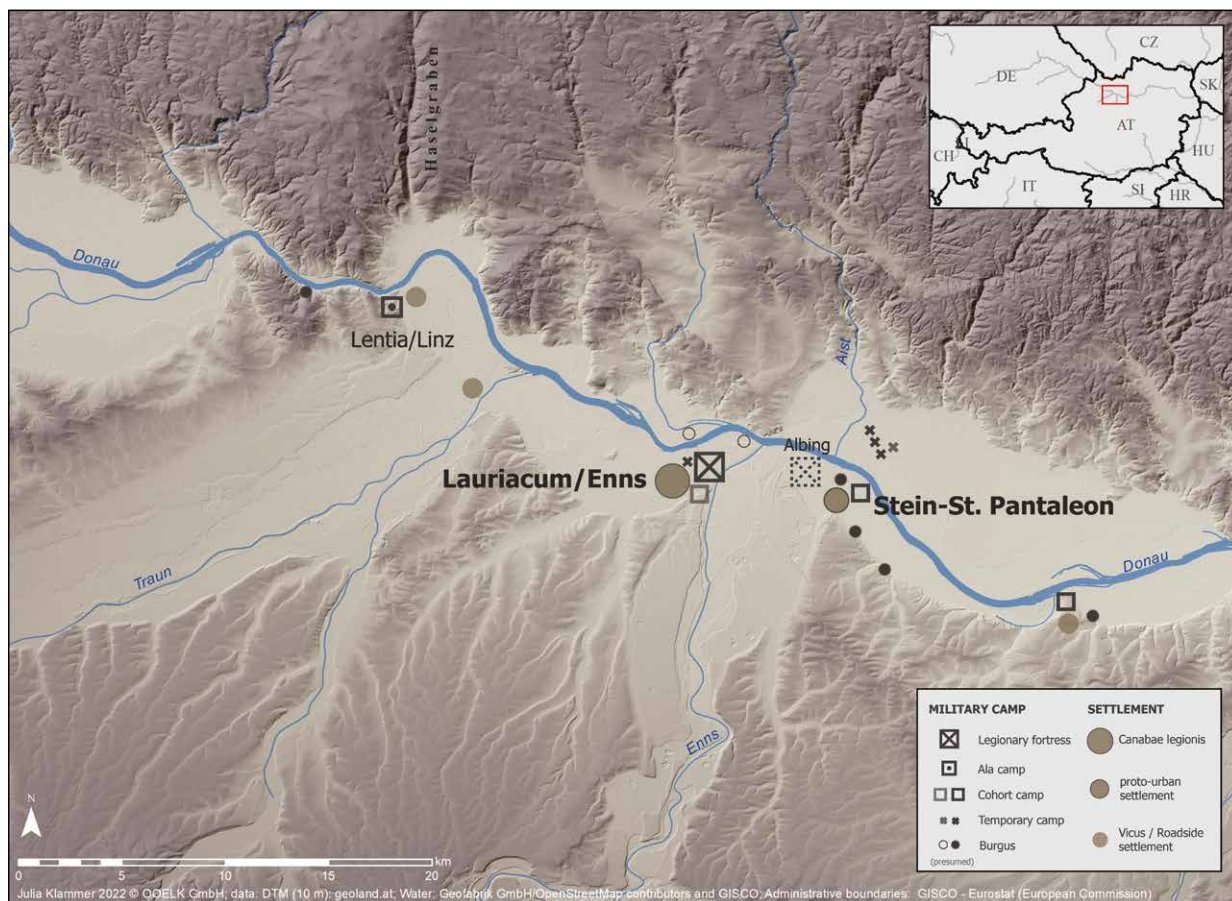 Haselgraben
Donau
Lentia/Linz
Aist
Albing
Lauriacum/Enns
Stein-St. Pantaleon
Traun
Donau
Enns
CZ
DE
SK
AT
CH
LI
HU
IT
SI
HR
MILITARY CAMP
Legionary fortress
Ala camp
Cohort camp
Temporary camp
Burgus
(presumed)
SETTLEMENT
Canabae legionis
proto-urban
settlement
Vicus / Roadside
settlement
N
0 5 10 20 km
Julia Klammer 2022 © OOELK GmbH; data: DTM (10 m); geoland.at; Water: Geofabrik GmbH/OpenStreetMap contributors and GISCO; Administrative boundaries: GISCO - Eurostat (European Commission)